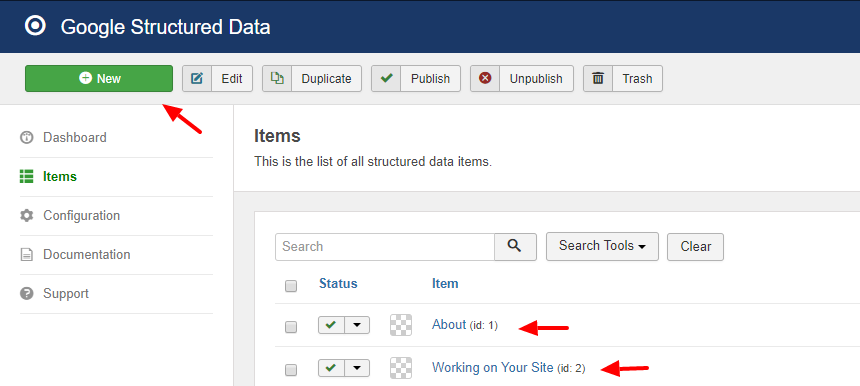 Google Structured Data
New
Edit
Duplicate
Publish
Unpublish
Trash
Dashboard
Items
Configuration
Documentation
Support
Items
This is the list of all structured data items.
Search
Search Tools
Clear
Status Item
About (id: 1)
Working on Your Site (id: 2)